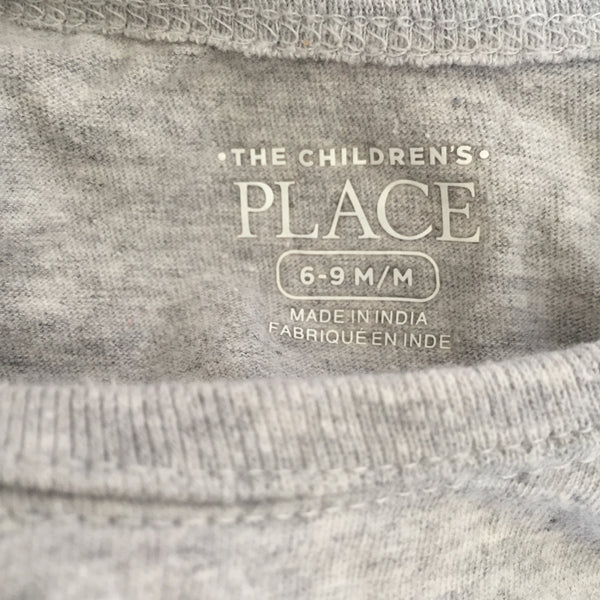 •THE CHILDREN'S•
PLACE
6-9 M/M
MADE IN INDIA
FABRIQUÉ EN INDE